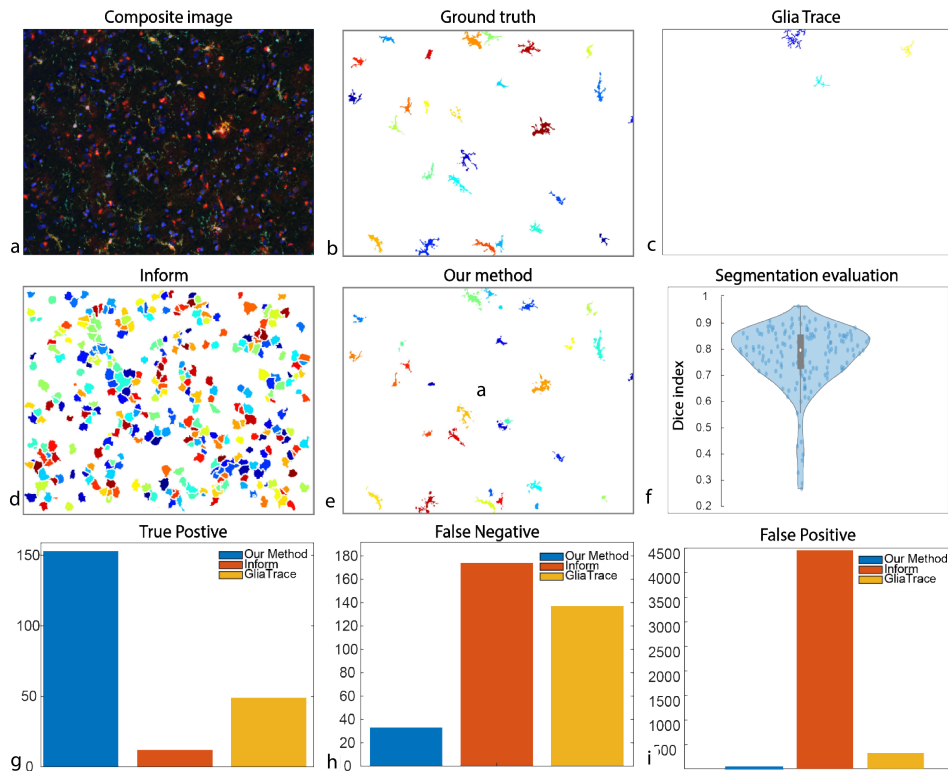 Composite image
Ground truth
Glia Trace
a
b
c
Inform
Our method
Segmentation evaluation
a
1
0.9
0.8
0.7
0.6
0.5
0.4
0.3
0.2
Dice index
d
e
f
True Postive
False Negative
False Positive
150
100
50
0
Our Method
Inform
GliaTrace
g
180
160
140
120
100
80
60
40
20
0
Our Method
Inform
GliaTrace
h
4500
4000
3500
3000
2500
2000
1500
1000
500
Our Method
Inform
GliaTrace
i